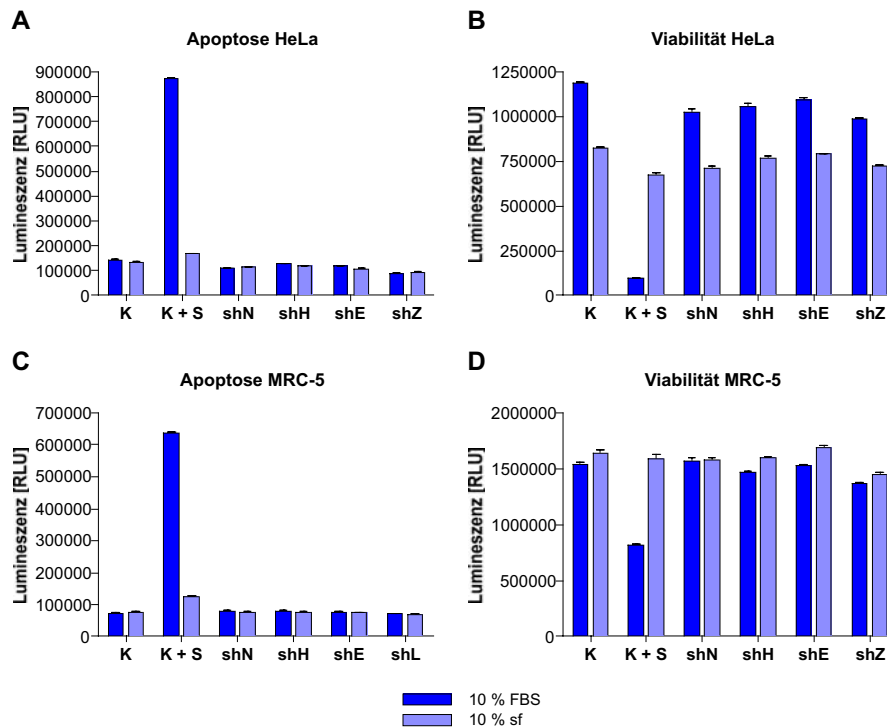 A
Apoptose HeLa
Lumineszenz [RLU]
900000
800000
700000
600000
500000
400000
300000
200000
100000
0
K K + S shN shH shE shZ
B
Viabilität HeLa
Lumineszenz [RLU]
1250000
1000000
750000
500000
250000
0
K K + S shN shH shE shZ
C
Apoptose MRC-5
Lumineszenz [RLU]
700000
600000
500000
400000
300000
200000
100000
0
K K + S shN shH shE shL
D
Viabilität MRC-5
Lumineszenz [RLU]
2000000
1500000
1000000
500000
0
K K + S shN shH shE shZ
10 % FBS
10 % sf